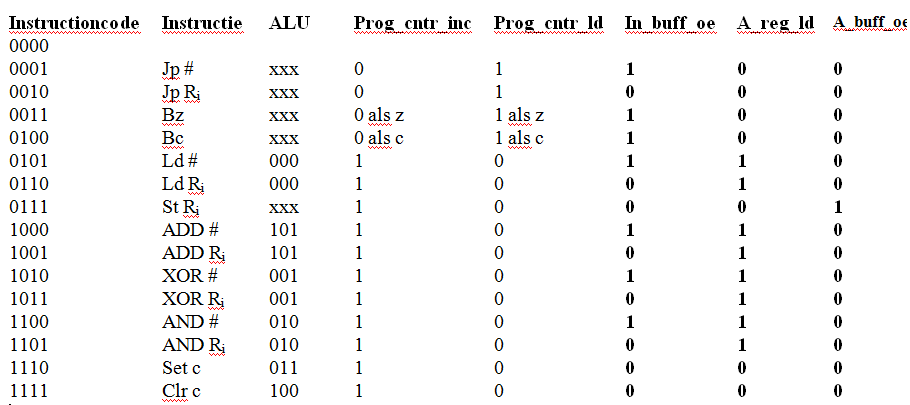 Instructioncode Instructie ALU Prog_cntr_inc Prog_cntr_ld In_buff_oe A_reg_ld A_buff_oe
0000
0001 Jp # xxx 0 1 1 0 0
0010 Jp Ri xxx 0 1 0 0 0
0011 Bz xxx 0 als z 1 als z 1 0 0
0100 Bc xxx 0 als c 1 als c 1 0 0
0101 Ld # 000 1 0 1 1 0
0110 Ld Ri 000 1 0 0 1 0
0111 St Ri xxx 1 0 0 0 1
1000 ADD # 101 1 0 1 1 0
1001 ADD Ri 101 1 0 0 1 0
1010 XOR # 001 1 0 1 1 0
1011 XOR Ri 001 1 0 0 1 0
1100 AND # 010 1 0 1 1 0
1101 AND Ri 010 1 0 0 1 0
1110 Set c 011 1 0 0 0 0
1111 Clr c 100 1 0 0 0 0